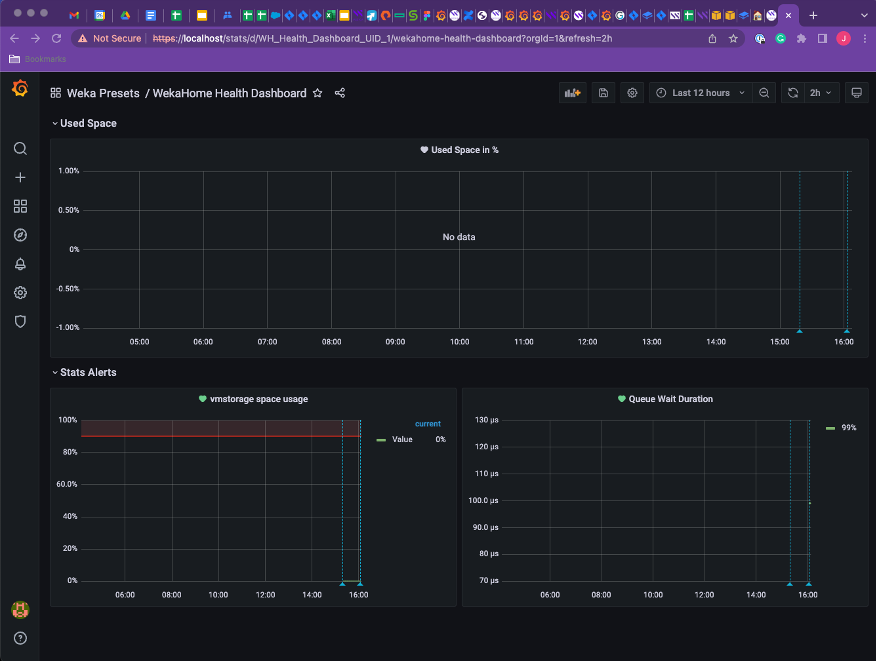 Not Secure https://localhost/stats/d/WH_Health_Dashboard_UID_1/wekahome-health-dashboard?orgId=1&refresh=2h
J
Bookmarks
Weka Presets / WekaHome Health Dashboard
Last 12 hours
2h
Used Space
Used Space in %
1.00%
0.50%
0%
-0.50%
-1.00%
No data
05:00 06:00 07:00 08:00 09:00 10:00 11:00 12:00 13:00 14:00 15:00 16:00
Stats Alerts
vmstorage space usage
100%
80%
60.0%
40%
20%
0%
06:00 08:00 10:00 12:00 14:00 16:00
current
Value 0%
Queue Wait Duration
130 µs
120 µs
110 µs
100.0 µs
90.0 µs
80 µs
70 µs
06:00 08:00 10:00 12:00 14:00 16:00
99%